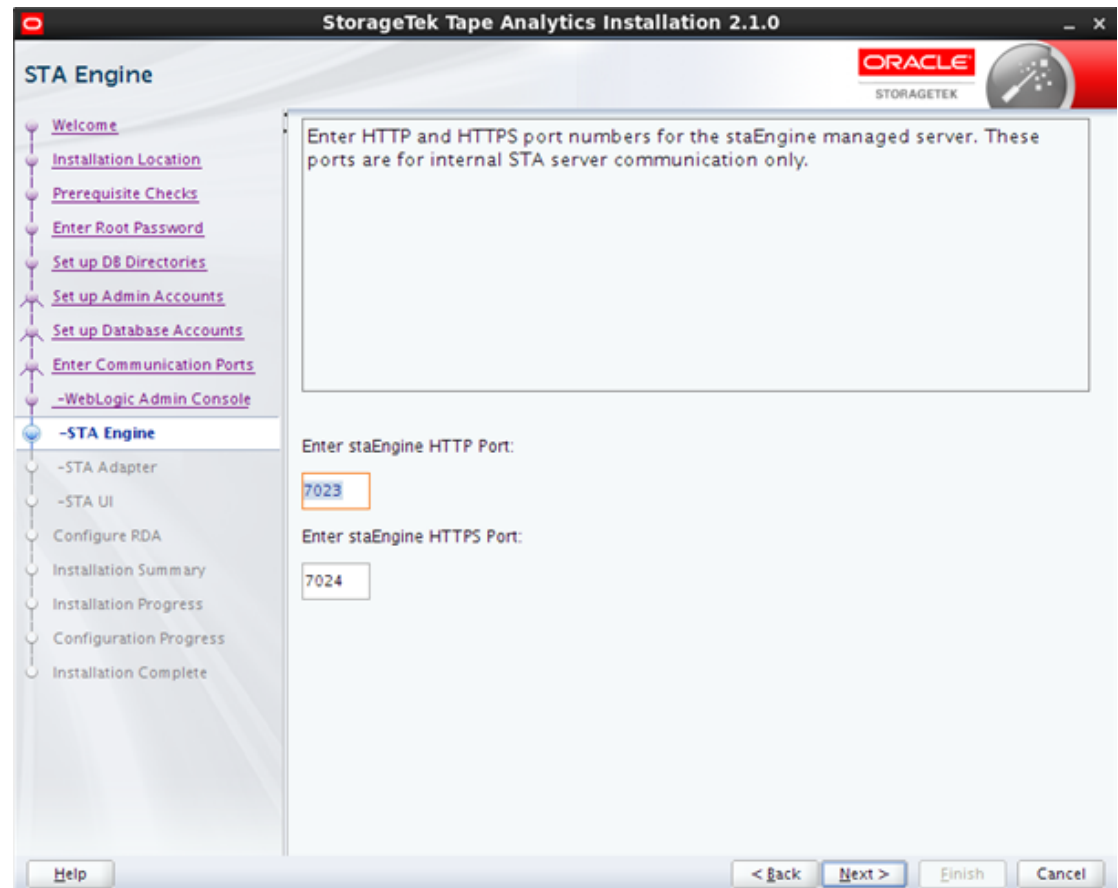 StorageTek Tape Analytics Installation 2.1.0
STA Engine
ORACLE
STORAGETEK
Welcome
Installation Location
Prerequisite Checks
Enter Root Password
Set up DB Directories
Set up Admin Accounts
Set up Database Accounts
Enter Communication Ports
-WebLogic Admin Console
-STA Engine
-STA Adapter
-STA UI
Configure RDA
Installation Summary
Installation Progress
Configuration Progress
Installation Complete
Enter HTTP and HTTPS port numbers for the staEngine managed server. These
ports are for internal STA server communication only.
Enter staEngine HTTP Port:
7023
Enter staEngine HTTPS Port:
7024
Help
< Back
Next >
Finish
Cancel